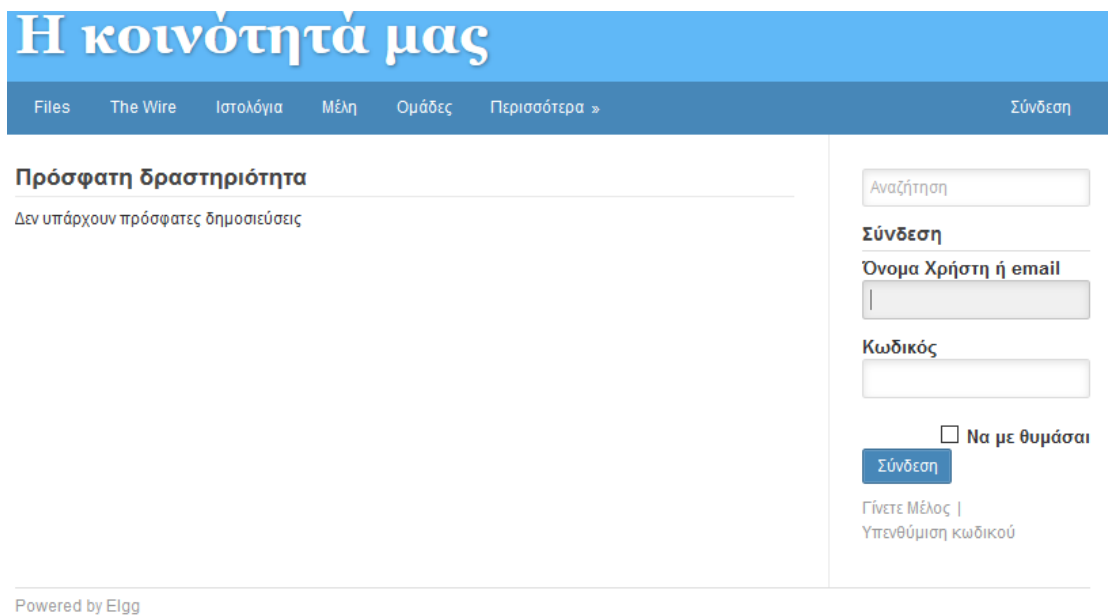 Η κοινότητά μας
Files The Wire Ιστολόγια Μέλη Ομάδες Περισσότερα » Σύνδεση
Πρόσφατη δραστηριότητα
Δεν υπάρχουν πρόσφατες δημοσιεύσεις
Αναζήτηση
Σύνδεση
Όνομα Χρήστη ή email
Κωδικός
Να με θυμάσαι
Σύνδεση
Γίνετε Μέλος |
Υπενθύμιση κωδικού
Powered by Elgg